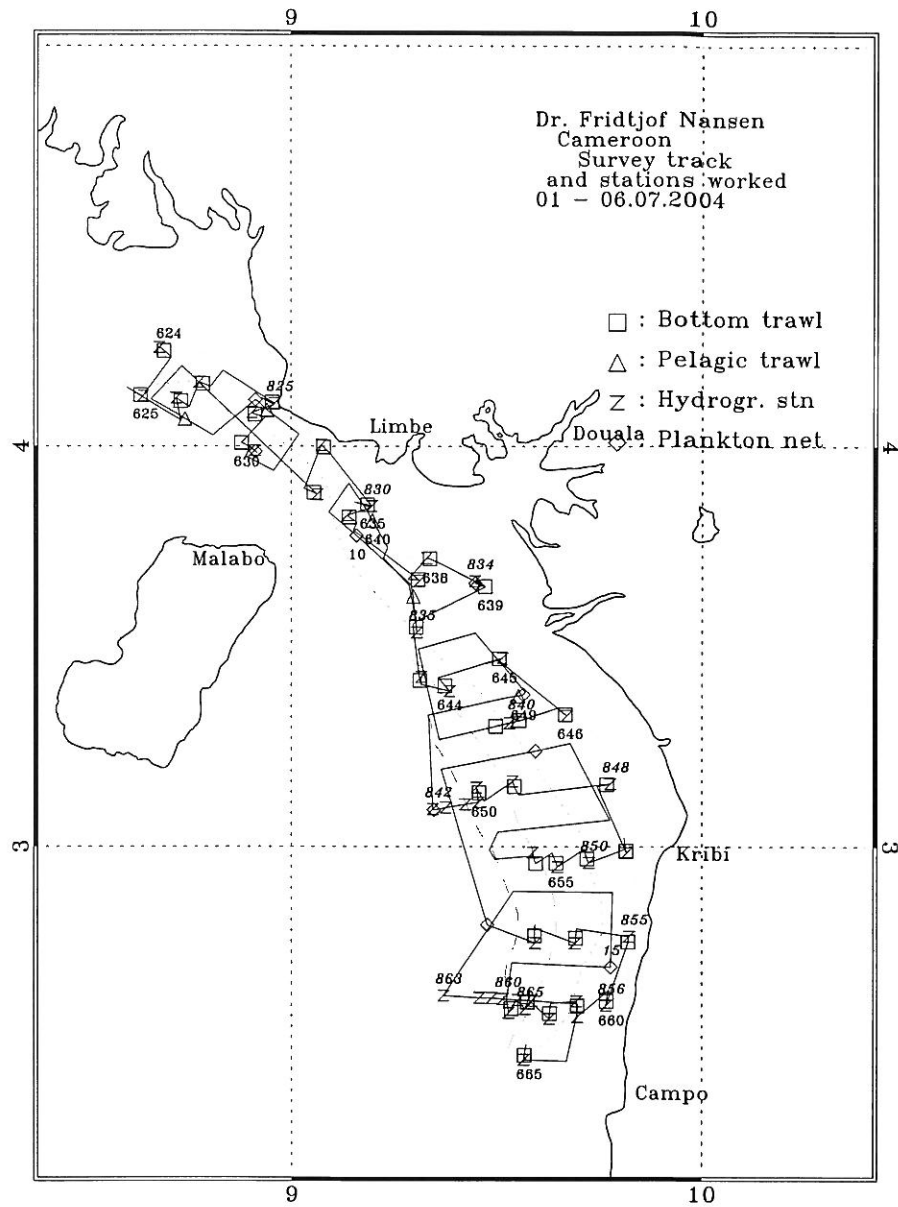 9 10
Dr. Fridtjof Nansen
Cameroon
Survey track
and stations worked
01 - 06.07.2004
624
□ : Bottom trawl
△ : Pelagic trawl
825
625
Z : Hydrogr. stn
Limbe
Douala
◇ : Plankton net
4 4
630
830
635
640
10
Malabo
638
834
639
835
645
644
840
649
646
848
842
650
3 3
850
Kribi
655
855
15
863
860
865
856
660
665
Campo
9 10